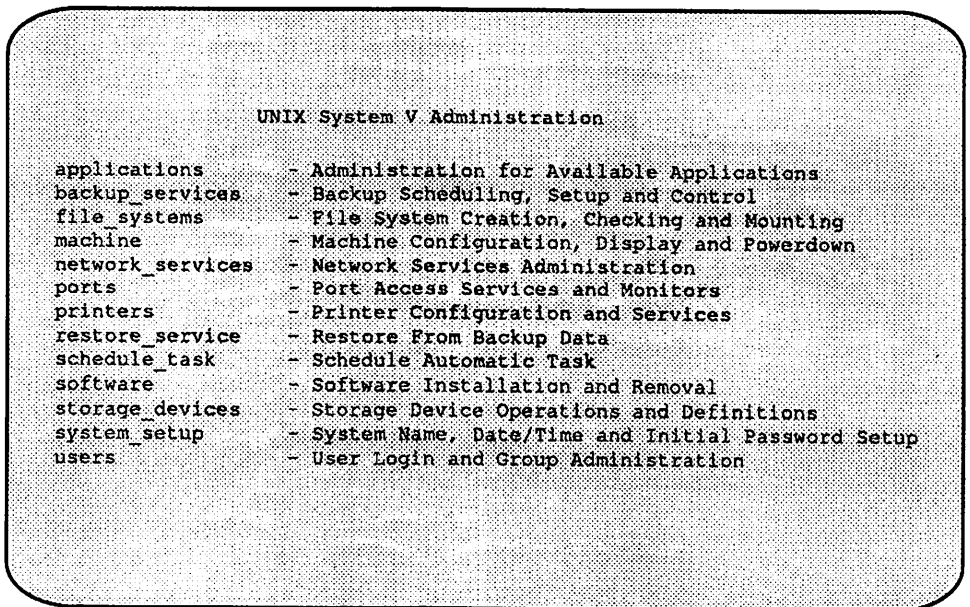 UNIX System V Administration
applications - Administration for Available Applications
backup_services - Backup Scheduling, Setup and Control
file_systems - File System Creation, Checking and Mounting
machine - Machine Configuration, Display and Powerdown
network_services - Network Services Administration
ports - Port Access Services and Monitors
printers - Printer Configuration and Services
restore_service - Restore From Backup Data
schedule_task - Schedule Automatic Task
software - Software Installation and Removal
storage_devices - Storage Device Operations and Definitions
system_setup - System Name, Date/Time and Initial Password Setup
users - User Login and Group Administration